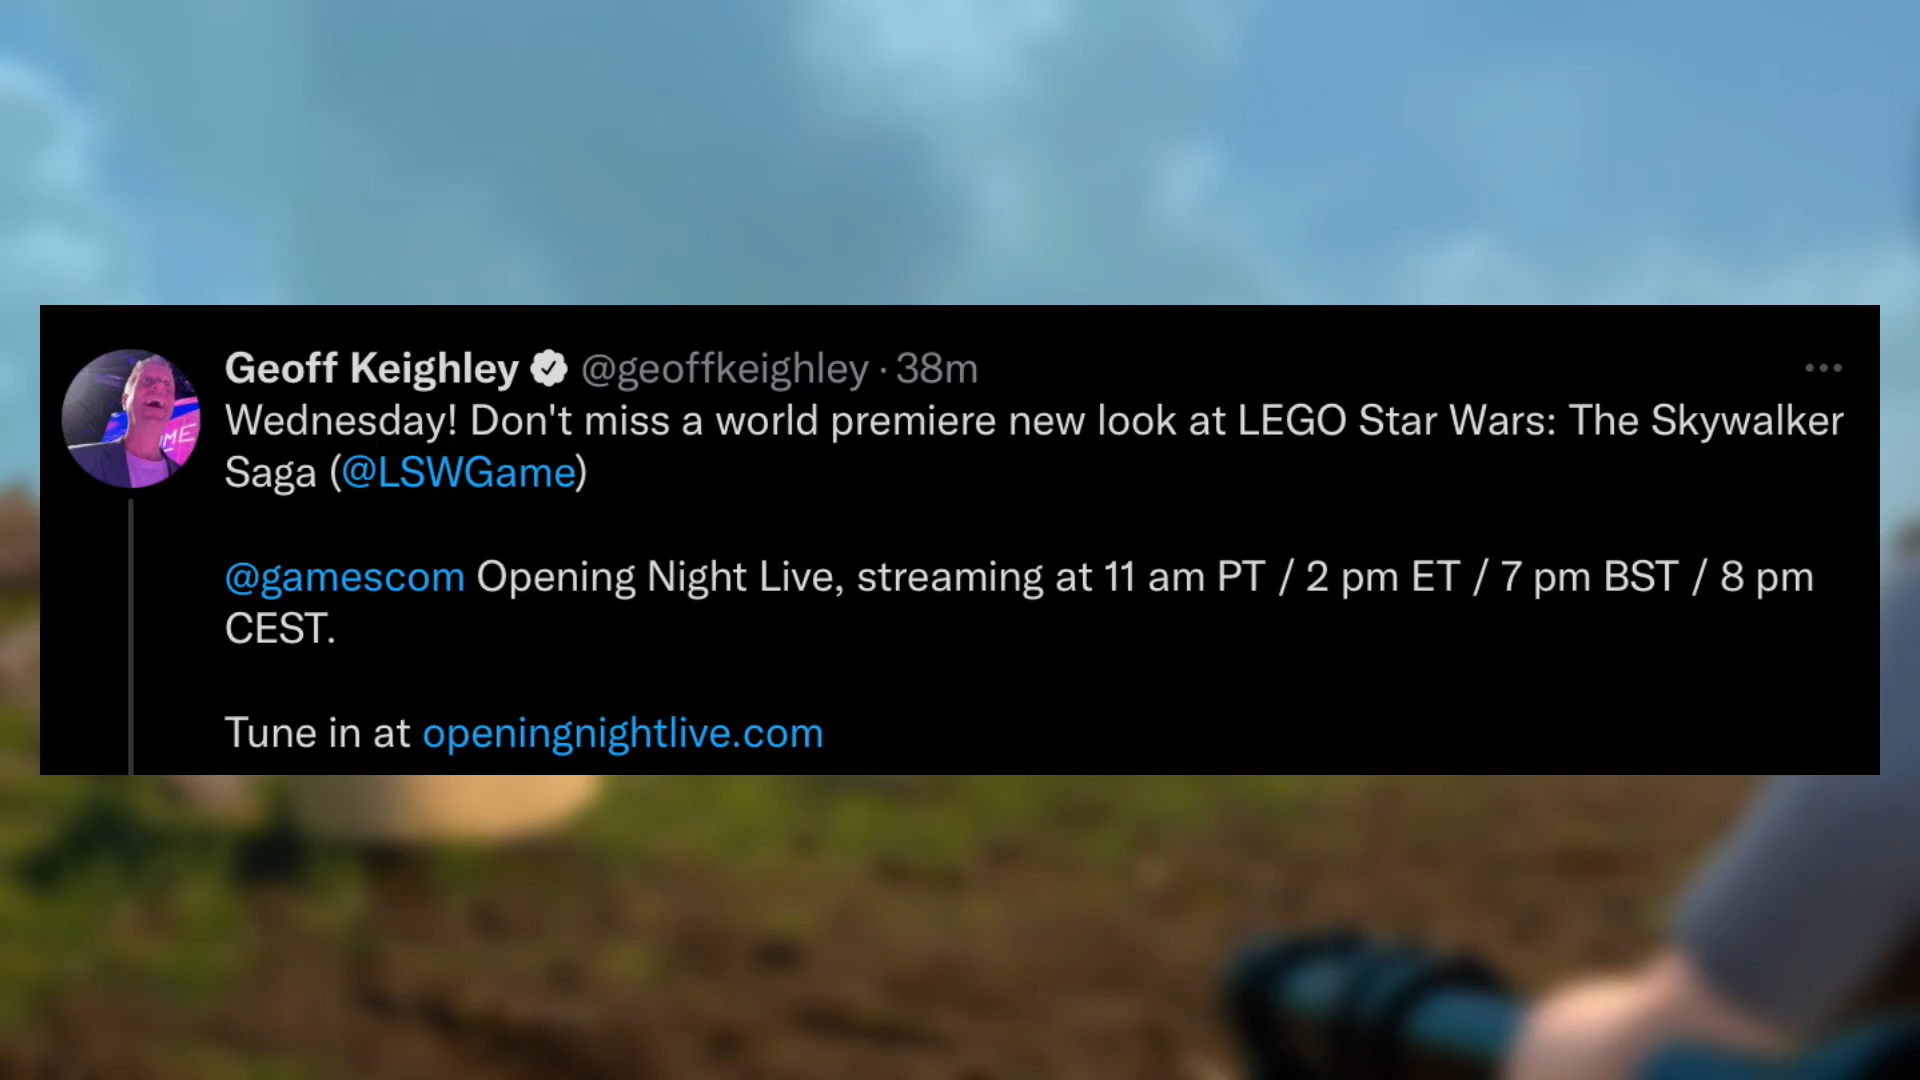 Geoff Keighley @geoffkeighley · 38m
Wednesday! Don't miss a world premiere new look at LEGO Star Wars: The Skywalker
Saga (@LSWGame)
@gamescom Opening Night Live, streaming at 11 am PT / 2 pm ET / 7 pm BST / 8 pm
CEST.
Tune in at openingnightlive.com